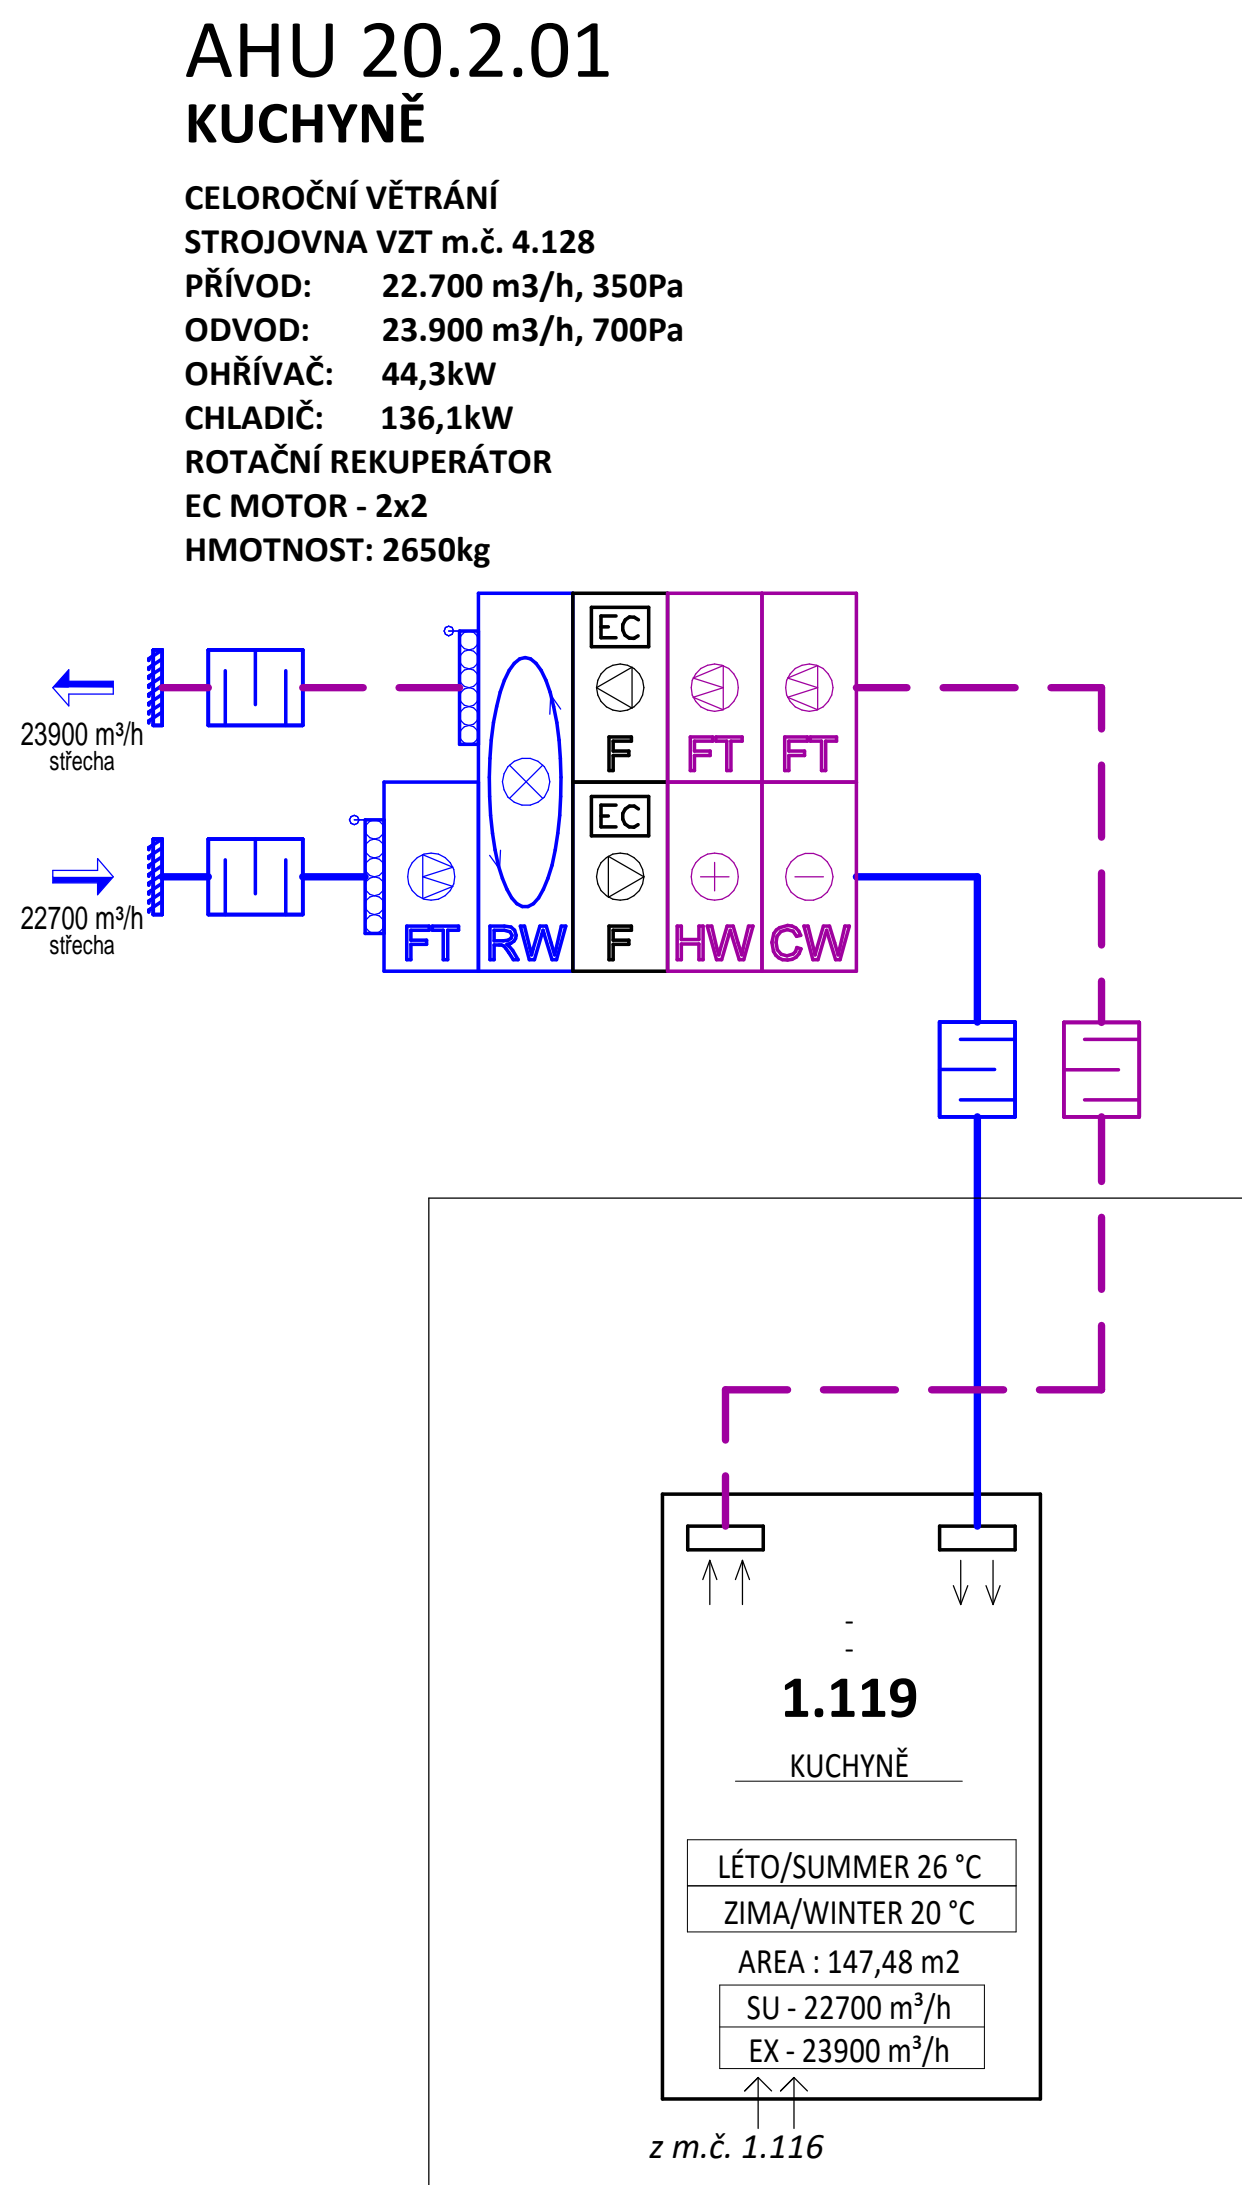 AHU 20.2.01
KUCHYNĚ
CELOROČNÍ VĚTRÁNÍ
STROJOVNA VZT m.č. 4.128
PŘÍVOD: 22.700 m3/h, 350Pa
ODVOD: 23.900 m3/h, 700Pa
OHŘÍVAČ: 44,3kW
CHLADIČ: 136,1kW
ROTAČNÍ REKUPERÁTOR
EC MOTOR - 2x2
HMOTNOST: 2650kg
EC
F FT FT
23900 m³/h
střecha
EC
FT RW F HW CW
22700 m³/h
střecha
-
-
1.119
KUCHYNĚ
LÉTO/SUMMER 26 °C
ZIMA/WINTER 20 °C
AREA : 147,48 m2
SU - 22700 m³/h
EX - 23900 m³/h
z m.č. 1.116